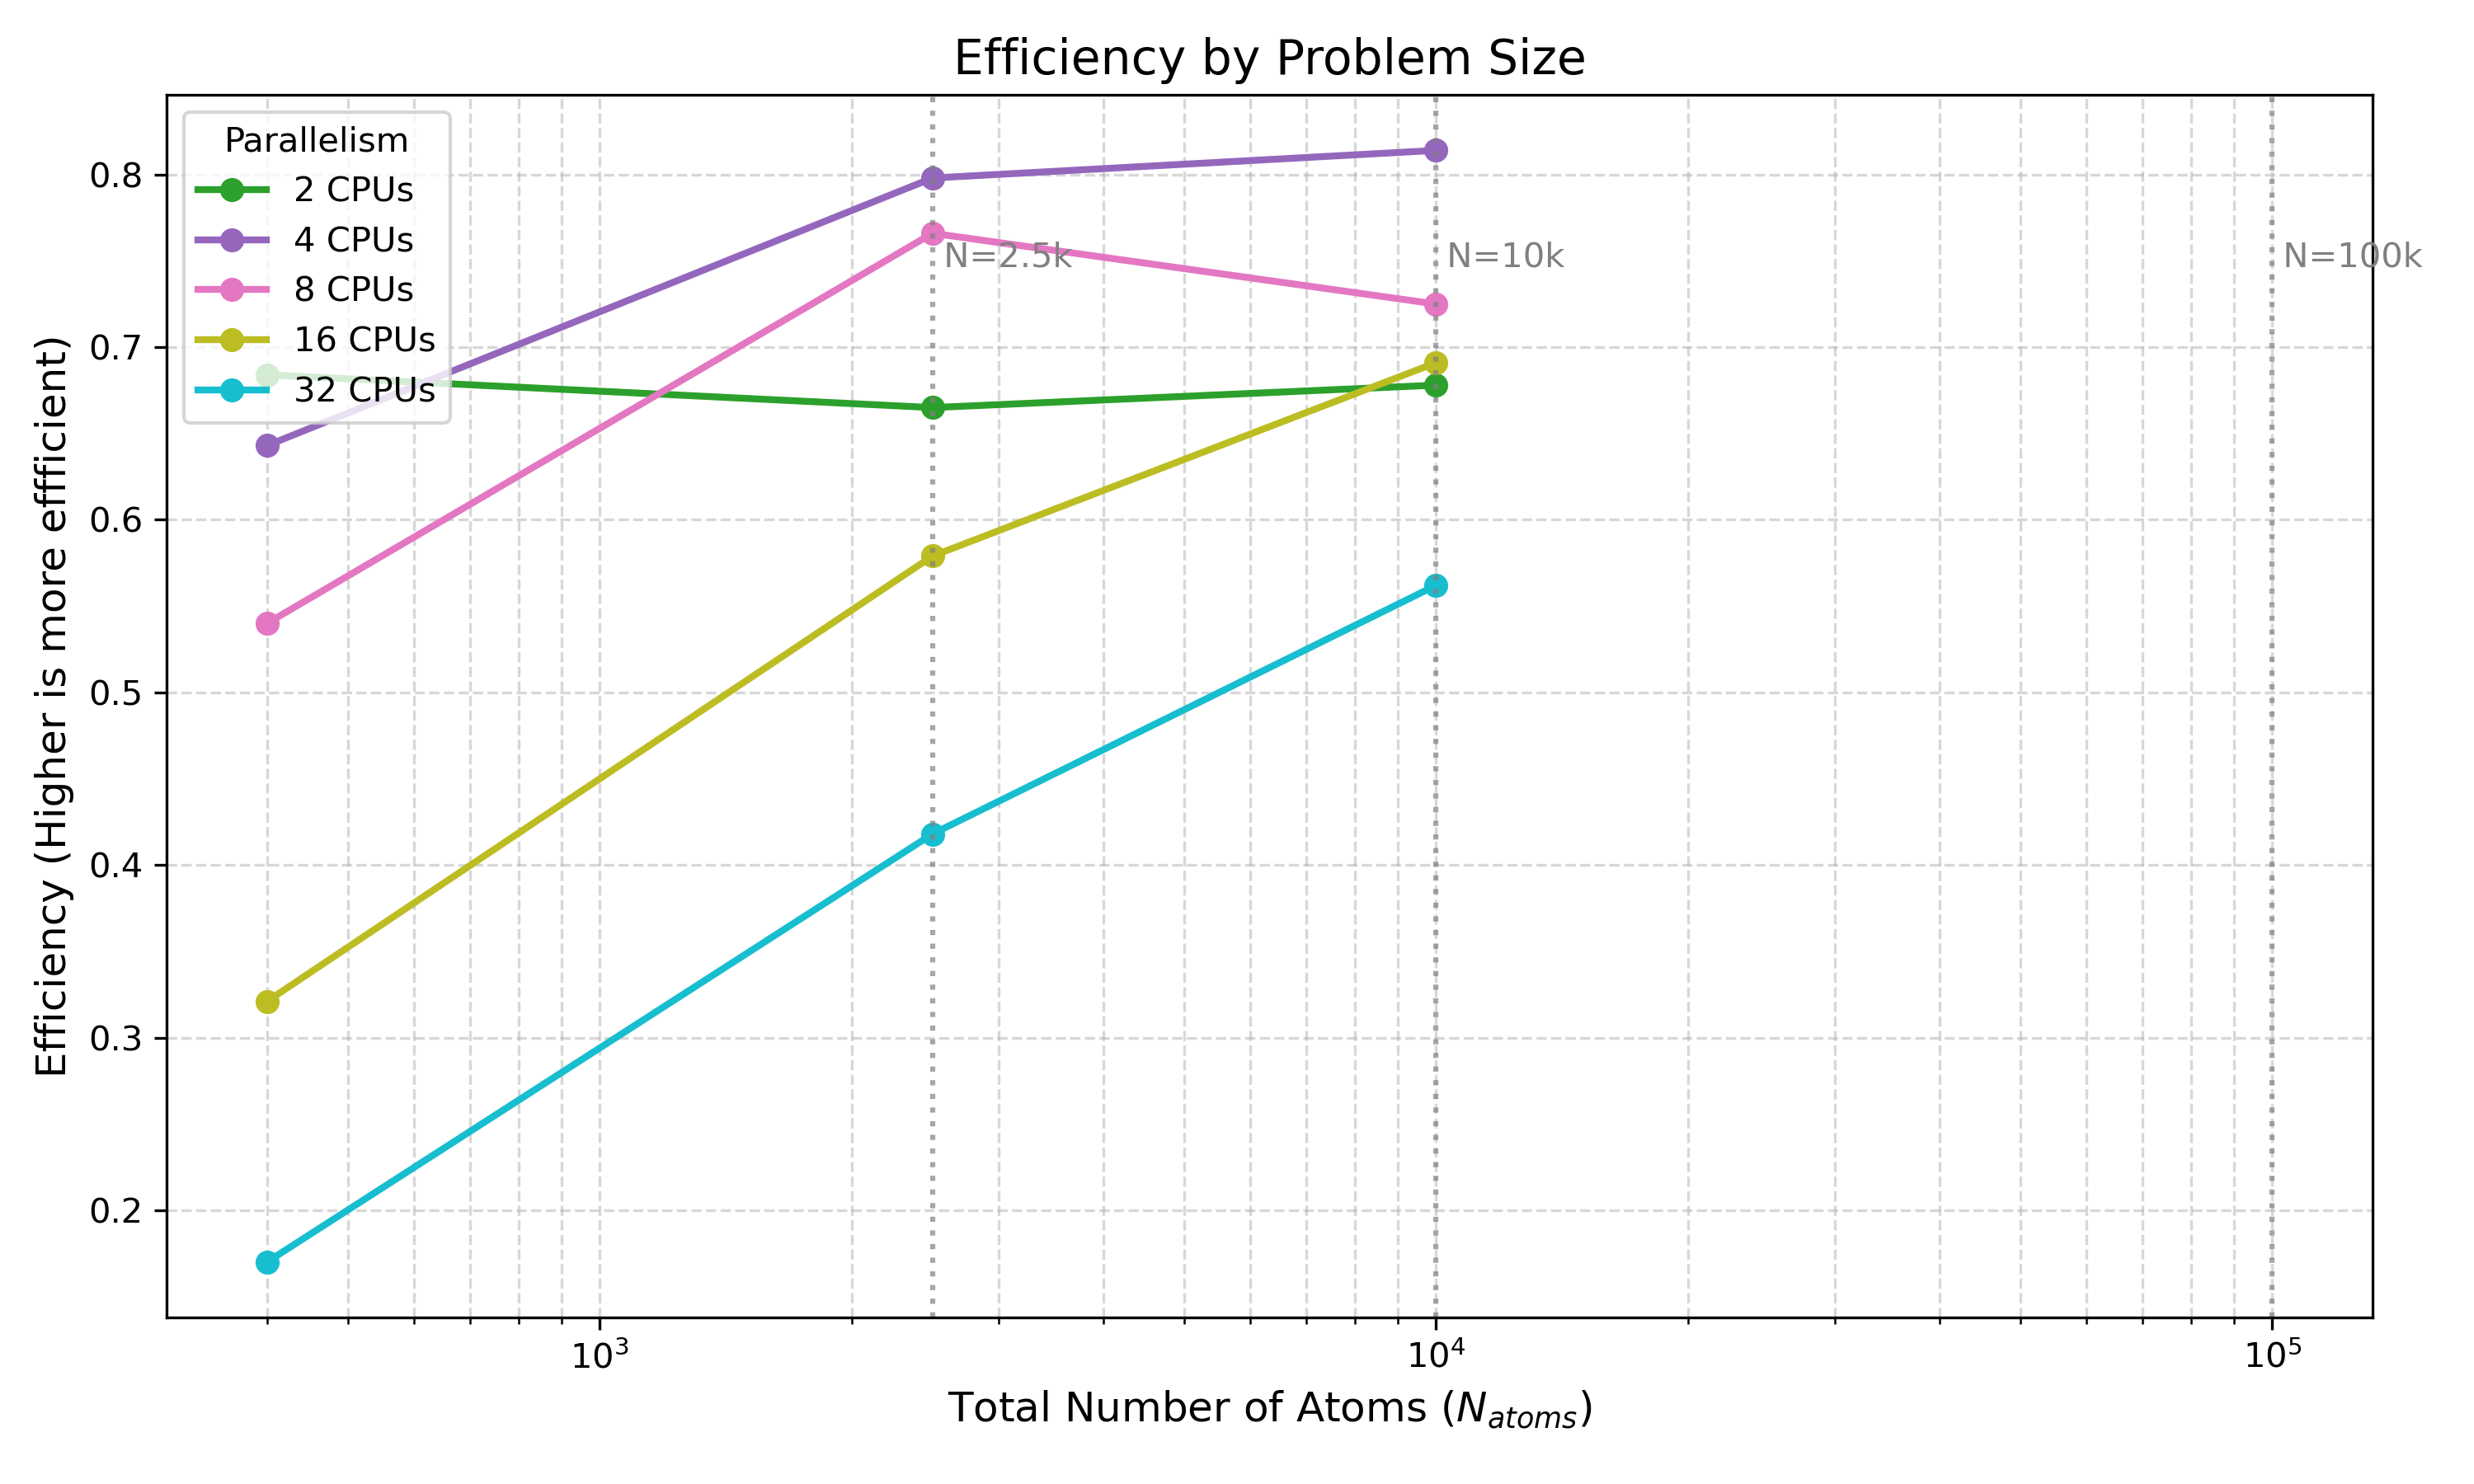 Efficiency by Problem Size
Parallelism
2 CPUs
4 CPUs
8 CPUs
16 CPUs
32 CPUs
N=2.5k
N=10k
N=100k
Efficiency (Higher is more efficient)
0.8
0.7
0.6
0.5
0.4
0.3
0.2
10³
10⁴
10⁵
Total Number of Atoms (N_atoms)